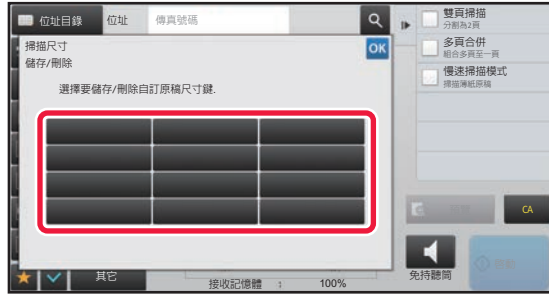 位址目錄
位址
傳真號碼
雙頁掃描
分割為2頁
掃描尺寸
OK
多頁合併
組合多頁至一頁
儲存/刪除
慢速掃描模式
掃描薄紙原稿
選擇要儲存/刪除自訂原稿尺寸鍵.
預覽
CA
啟動
免持聽筒
其它
接收記憶體 : 100%